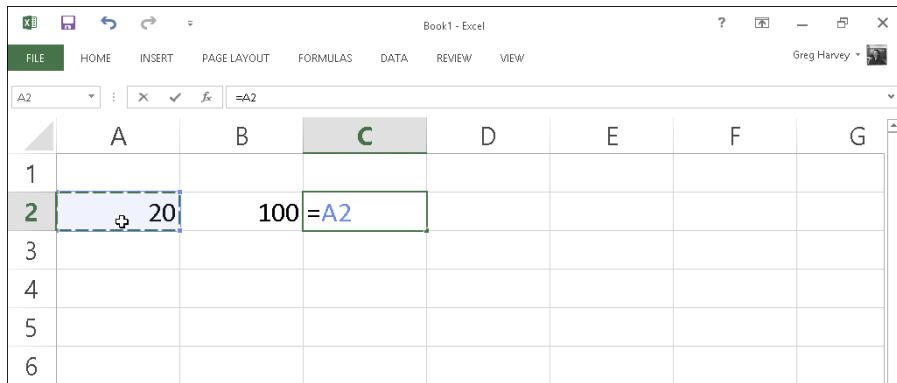 Book1 - Excel ?
FILE HOME INSERT PAGE LAYOUT FORMULAS DATA REVIEW VIEW Greg Harvey
A2 fx =A2
A B C D E F G
1
2 20 100 =A2
3
4
5
6